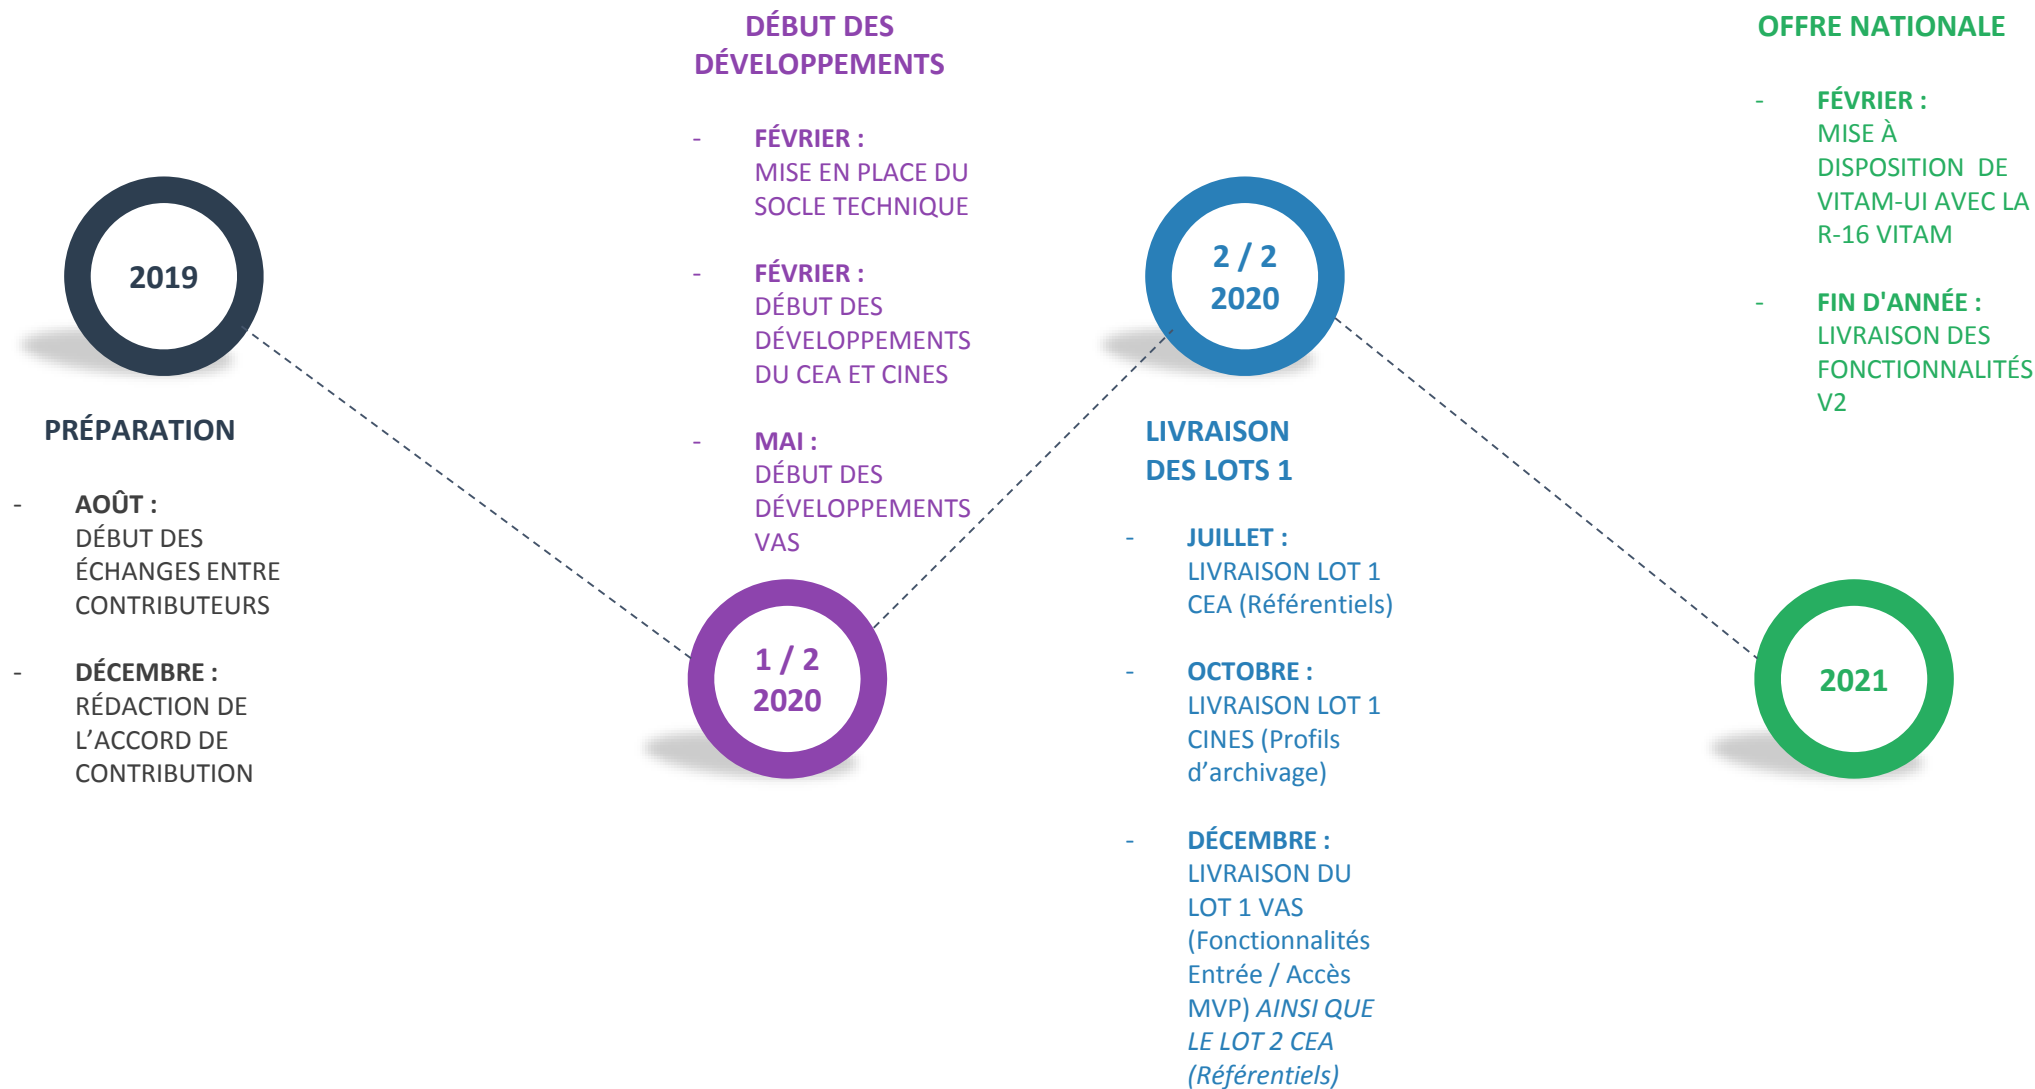 2019
PRÉPARATION
- AOÛT :
DÉBUT DES
ÉCHANGES ENTRE
CONTRIBUTEURS
- DÉCEMBRE :
RÉDACTION DE
L’ACCORD DE
CONTRIBUTION
DÉBUT DES
DÉVELOPPEMENTS
- FÉVRIER :
MISE EN PLACE DU
SOCLE TECHNIQUE
- FÉVRIER :
DÉBUT DES
DÉVELOPPEMENTS
DU CEA ET CINES
- MAI :
DÉBUT DES
DÉVELOPPEMENTS
VAS
1 / 2
2020
2 / 2
2020
LIVRAISON
DES LOTS 1
- JUILLET :
LIVRAISON LOT 1
CEA (Référentiels)
- OCTOBRE :
LIVRAISON LOT 1
CINES (Profils
d’archivage)
- DÉCEMBRE :
LIVRAISON DU
LOT 1 VAS
(Fonctionnalités
Entrée / Accès
MVP) AINSI QUE
LE LOT 2 CEA
(Référentiels)
OFFRE NATIONALE
- FÉVRIER :
MISE À
DISPOSITION DE
VITAM-UI AVEC LA
R-16 VITAM
- FIN D'ANNÉE :
LIVRAISON DES
FONCTIONNALITÉS
V2
2021